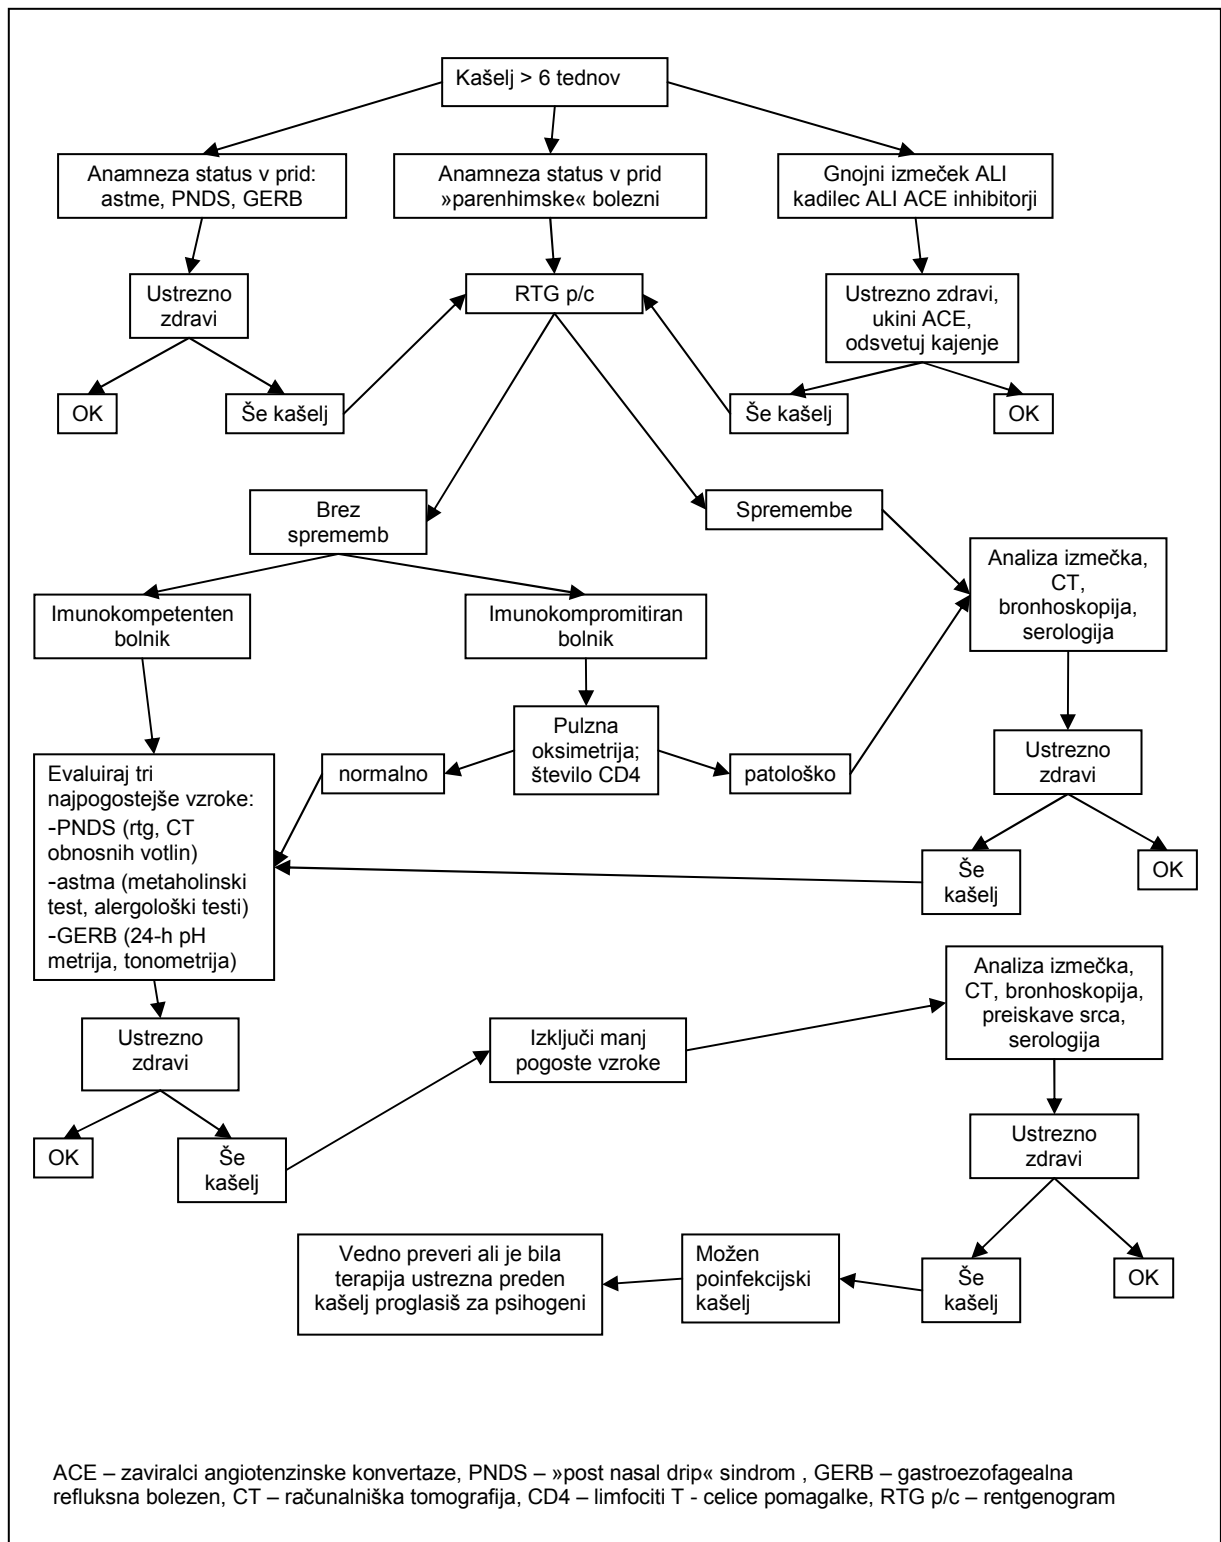 Kašelj > 6 tednov
Anamneza status v prid:
astme, PNDS, GERB
Anamneza status v prid
»parenhimske« bolezni
Gnojni izmeček ALI
kadilec ALI ACE inhibitorji
Ustrezno
zdravi
RTG p/c
Ustrezno zdravi,
ukini ACE,
odsvetuj kajenje
OK
Še kašelj
Še kašelj
OK
Brez
sprememb
Spremembe
Analiza izmečka,
CT,
bronhoskopija,
serologija
Imunokompetenten
bolnik
Imunokompromitiran
bolnik
Pulzna
oksimetrija;
število CD4
normalno
patološko
Ustrezno
zdravi
Evaluiraj tri
najpogostejše vzroke:
-PNDS (rtg, CT
obnosnih votlin)
-astma (metaholinski
test, alergološki testi)
-GERB (24-h pH
metrija, tonometrija)
Še
kašelj
OK
Analiza izmečka,
CT, bronhoskopija,
preiskave srca,
serologija
Ustrezno
zdravi
Izključi manj
pogoste vzroke
OK
Še
kašelj
Ustrezno
zdravi
Vedno preveri ali je bila
terapija ustrezna preden
kašelj proglasiš za psihogeni
Možen
poinfekcijski
kašelj
Še
kašelj
OK
ACE – zaviralci angiotenzinske konvertaze, PNDS – »post nasal drip« sindrom , GERB – gastroezofagealna
refluksna bolezen, CT – računalniška tomografija, CD4 – limfociti T - celice pomagalke, RTG p/c – rentgenogram